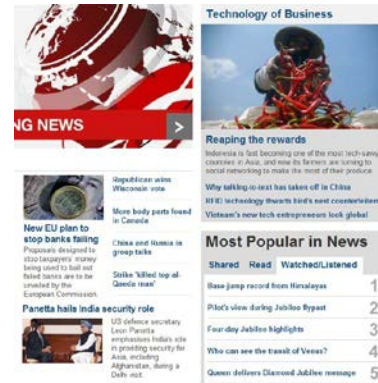 NG NEWS
New EU plan to
stop banks failing
Proposals designed to
stop taxpayers' money
being used to bail out
failed banks are to be
unveiled by the
European Commission.
Republican wins
Wisconsin vote
More body parts found
in Canada
China and Russia in
group talks
Strike 'killed top al-
Qaeda man'
Panetta hails India security role
US defence secretary
Leon Panetta
emphasises India's role
in providing security for
Asia, including
Afghanistan, during a
Delhi visit.
Technology of Business
Reaping the rewards
Indonesia is fast becoming one of the most tech-savvy
countries in Asia, and now its farmers are turning to
social networking to make the most of their produce
Why talking-to-text has taken off in China
RFID technology thwarts bird's nest counterfeiters
Vietnam's new tech entrepreneurs look global
Most Popular in News
Shared Read Watched/Listened
Base jump record from Himalayas 1
Pilot's view during Jubilee flypast 2
Four day Jubilee highlights 3
Who can see the transit of Venus? 4
Queen delivers Diamond Jubilee message 5